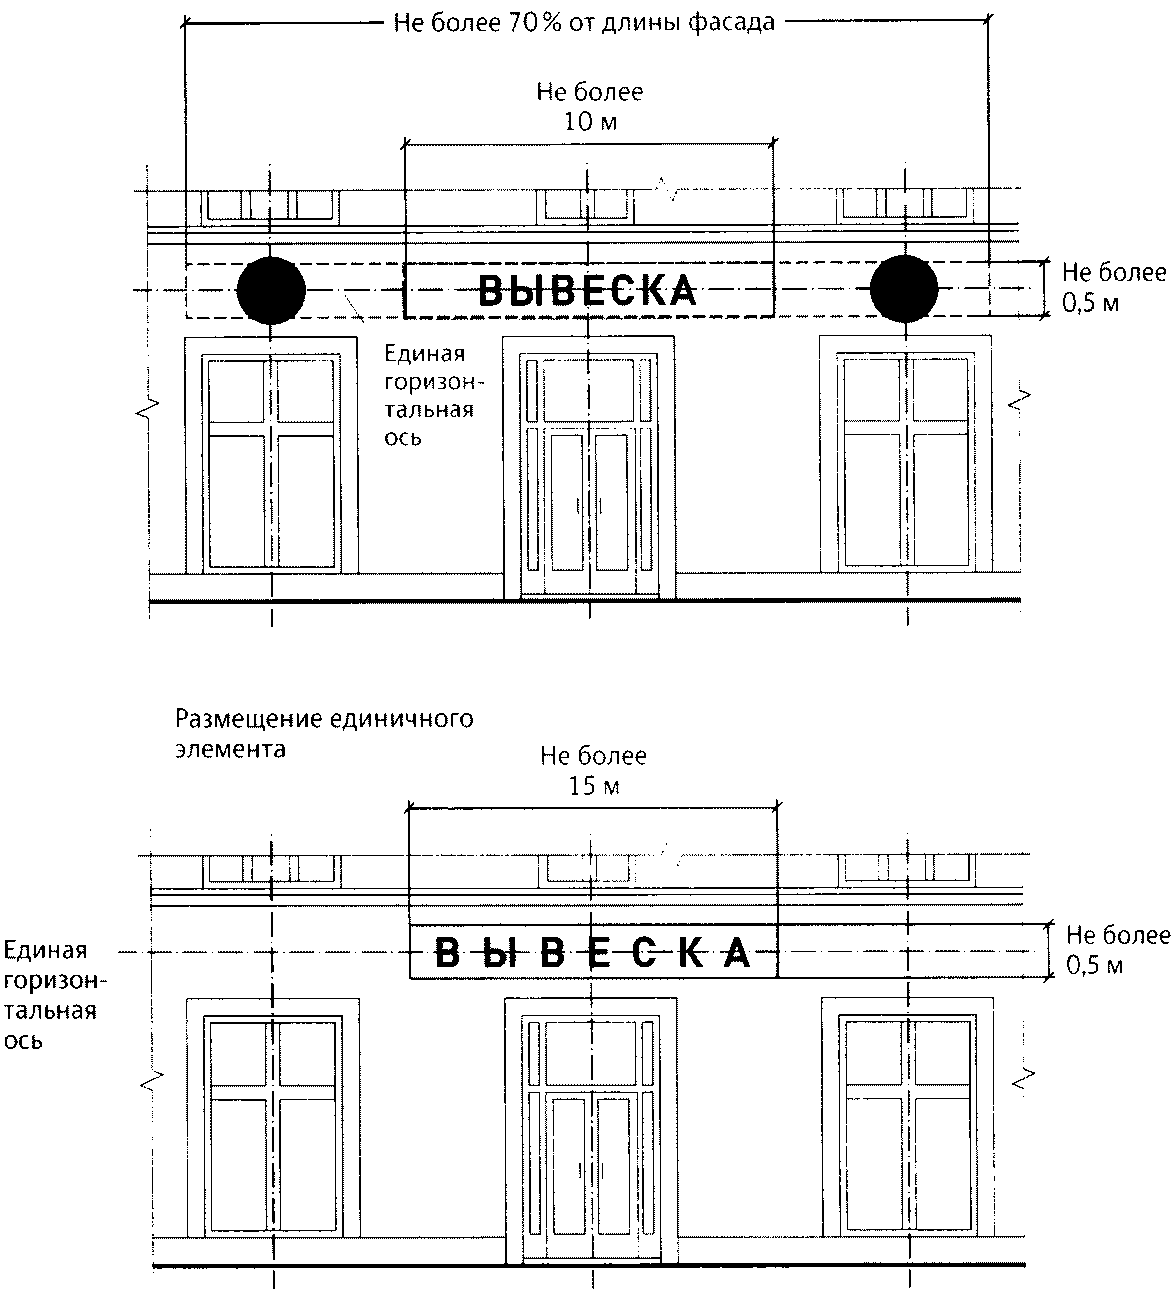 Не более 70% от длины фасада
Не более
10 м
ВЫВЕСКА
Не более
0,5 м
Единая
горизон-
тальная
ось
Размещение единичного
элемента
Не более
15 м
ВЫВЕСКА
Не более
0,5 м
Единая
горизон-
тальная
ось